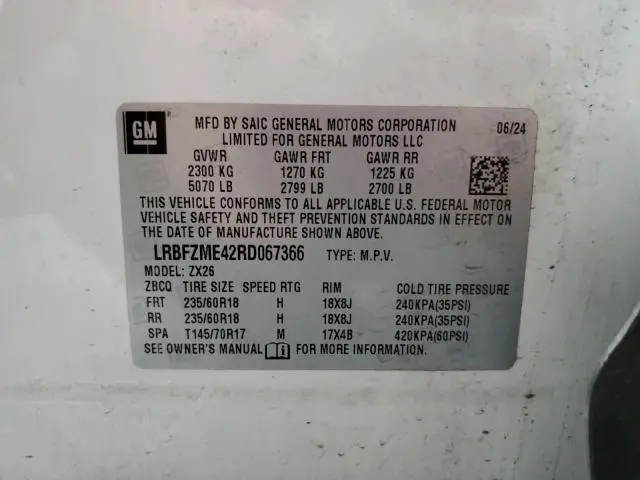 GM MFD BY SAIC GENERAL MOTORS CORPORATION 06/24
LIMITED FOR GENERAL MOTORS LLC
GVWR GAWR FRT GAWR RR
2300 KG 1270 KG 1225 KG
5070 LB 2799 LB 2700 LB
THIS VEHICLE CONFORMS TO ALL APPLICABLE U.S. FEDERAL MOTOR
VEHICLE SAFETY AND THEFT PREVENTION STANDARDS IN EFFECT ON
THE DATE OF MANUFACTURE SHOWN ABOVE.
LRBFZME42RD067366 TYPE: M.P.V.
MODEL: ZX26
ZBCQ TIRE SIZE SPEED RTG RIM COLD TIRE PRESSURE
FRT 235/60R18 H 18X8J 240KPA(35PSI)
RR 235/60R18 H 18X8J 240KPA(35PSI)
SPA T145/70R17 M 17X4B 420KPA(60PSI)
SEE OWNER'S MANUAL i FOR MORE INFORMATION.